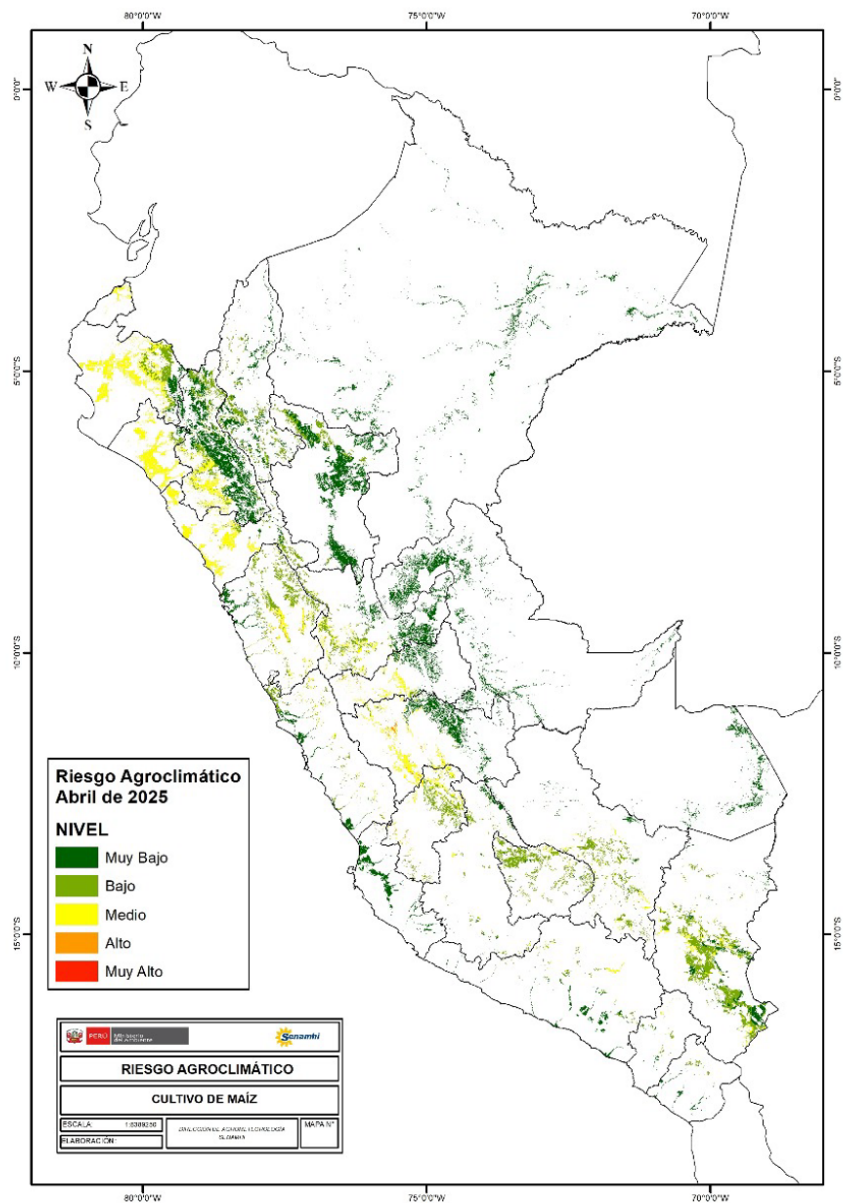 80°0'0"W 75°0'0"W 70°0'0"W
N
W E
S
0°0'0" 0°0'0"
5°0'0"S 5°0'0"S
10°0'0"S 10°0'0"S
15°0'0"S 15°0'0"S
Riesgo Agroclimático
Abril de 2025
NIVEL
Muy Bajo
Bajo
Medio
Alto
Muy Alto
PERÚ Ministerio del Ambiente Senamhi
RIESGO AGROCLIMÁTICO
CULTIVO DE MAÍZ
ESCALA: MAPA N°
ELABORACIÓN:
80°0'0"W 75°0'0"W 70°0'0"W